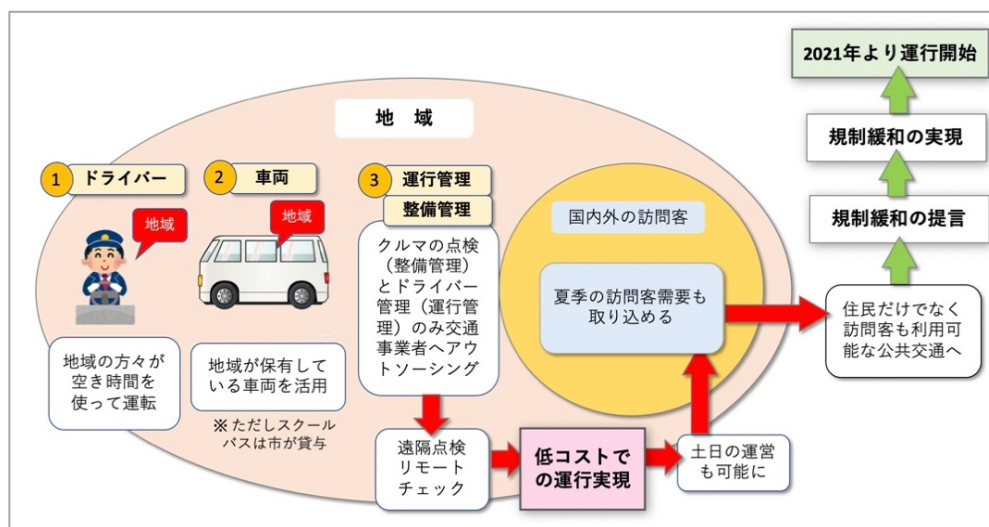 地　域
1 ドライバー
地域
地域の方々が
空き時間を
使って運転
2 車両
地域
地域が保有して
いる車両を活用
※ ただしスクール
バスは市が貸与
3 運行管理
整備管理
クルマの点検
（整備管理）
とドライバー
管理（運行管
理）のみ交通
事業者へアウ
トソーシング
遠隔点検
リモート
チェック
低コストで
の運行実現
土日の運営
も可能に
国内外の訪問客
夏季の訪問客需要も
取り込める
住民だけでなく
訪問客も利用可
能な公共交通へ
規制緩和の提言
規制緩和の実現
2021年より運行開始